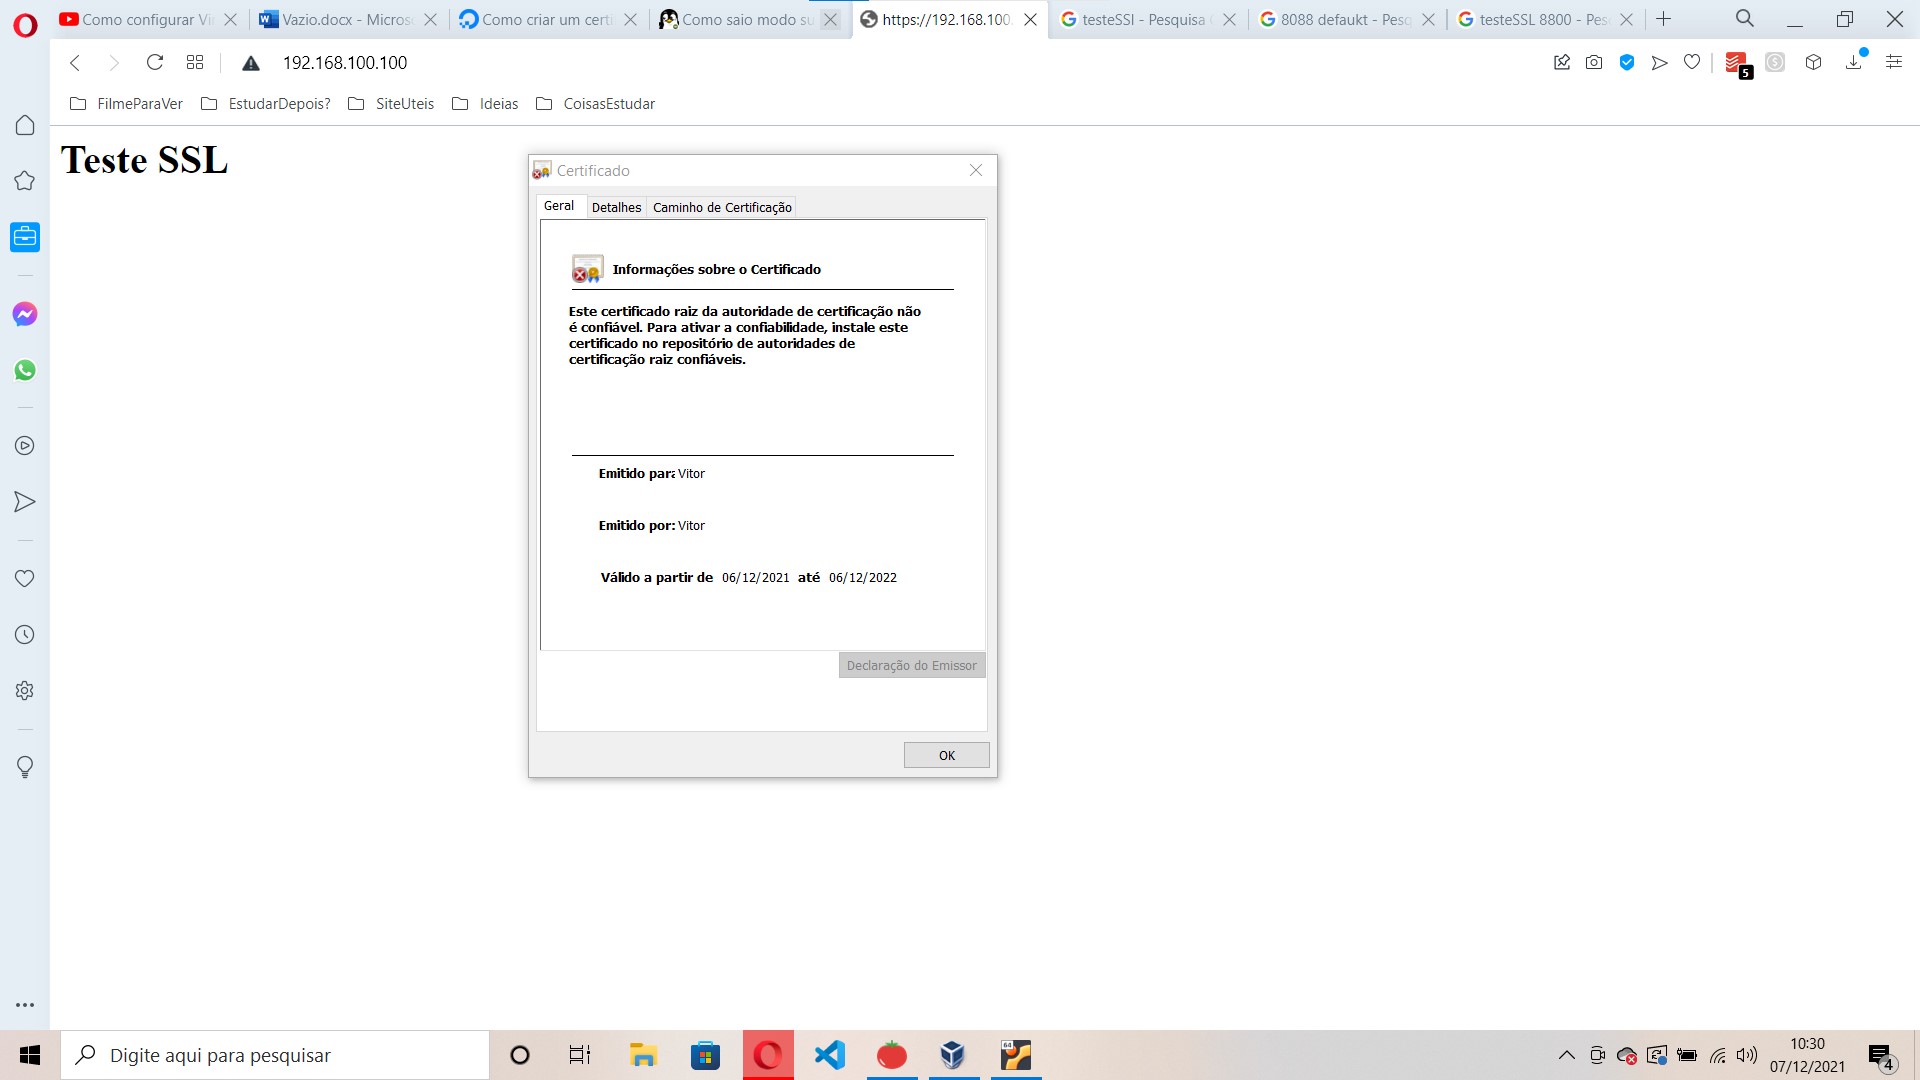 Como configurar Vi
Vazio.docx - Micros
Como criar um certi
Como saio modo su
https://192.168.100.
testeSSl - Pesquisa
8088 defaukt - Pesq
testeSSL 8800 - Pes
192.168.100.100
5
FilmeParaVer
EstudarDepois?
SiteUteis
Ideias
CoisasEstudar
Teste SSL
Certificado
Geral
Detalhes
Caminho de Certificação
Informações sobre o Certificado
Este certificado raiz da autoridade de certificação não
é confiável. Para ativar a confiabilidade, instale este
certificado no repositório de autoridades de
certificação raiz confiáveis.
Emitido para Vitor
Emitido por: Vitor
Válido a partir de 06/12/2021 até 06/12/2022
Declaração do Emissor
OK
Digite aqui para pesquisar
64
10:30
07/12/2021
4